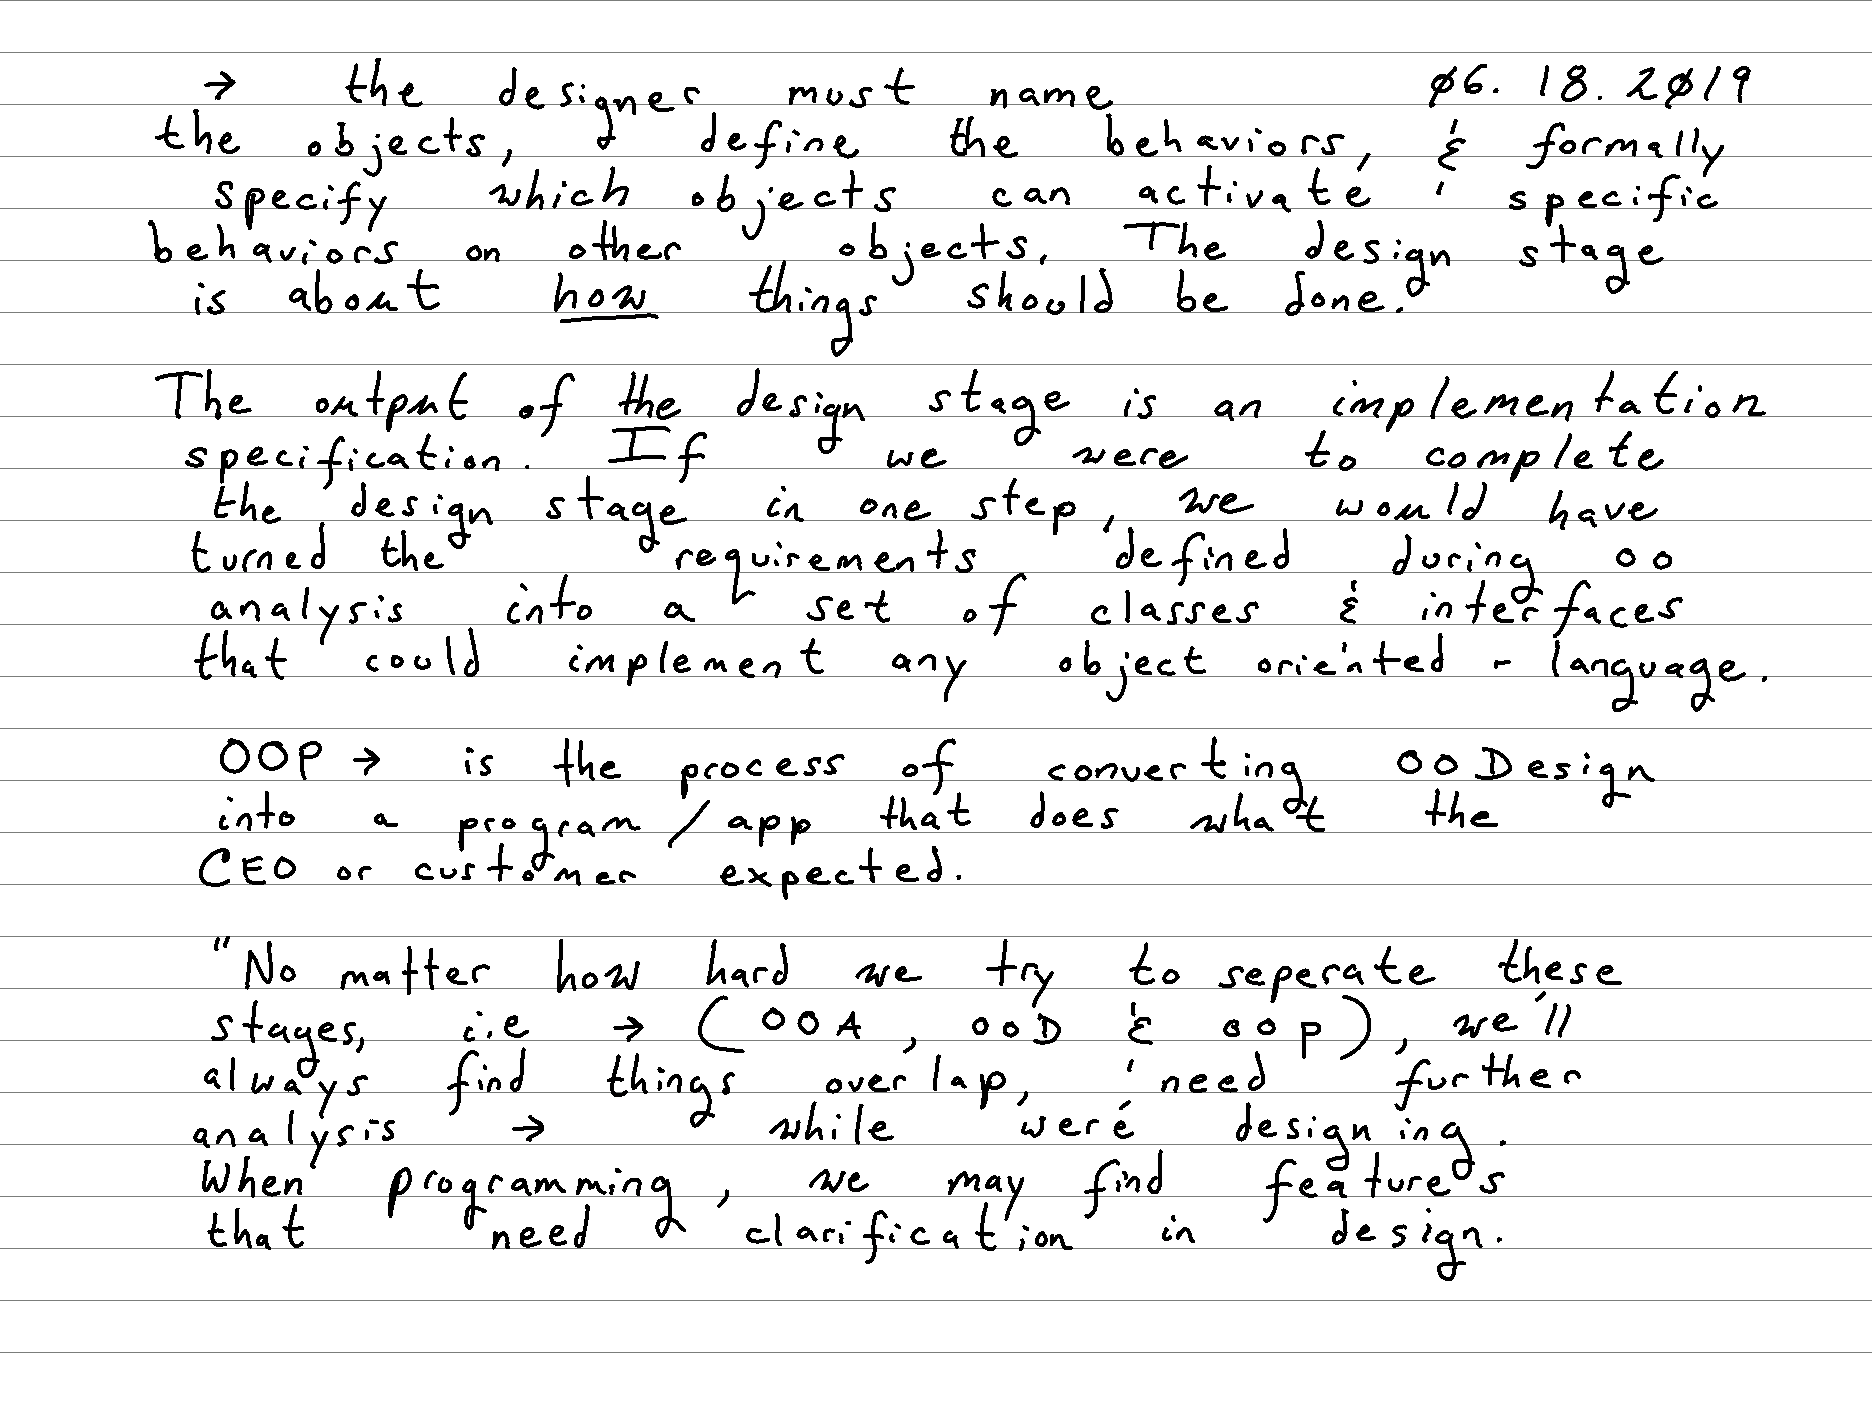 → the designer must name 06.18.2019
the objects, define the behaviors, & formally
specify which objects can activate specific
behaviors on other objects. The design stage
is about how things should be done.
The output of the design stage is an implementation
specification. If we were to complete
the design stage in one step, we would have
turned the requirements defined during oo
analysis into a set of classes & interfaces
that could implement any object oriented - language.
OOP → is the process of converting OO Design
into a program / app that does what the
CEO or customer expected.
"No matter how hard we try to seperate these
stages, i.e → (OOA, OOD & OOP), we'll
always find things overlap, need further
analysis → while we're designing.
When programming, we may find features
that need clarification in design.